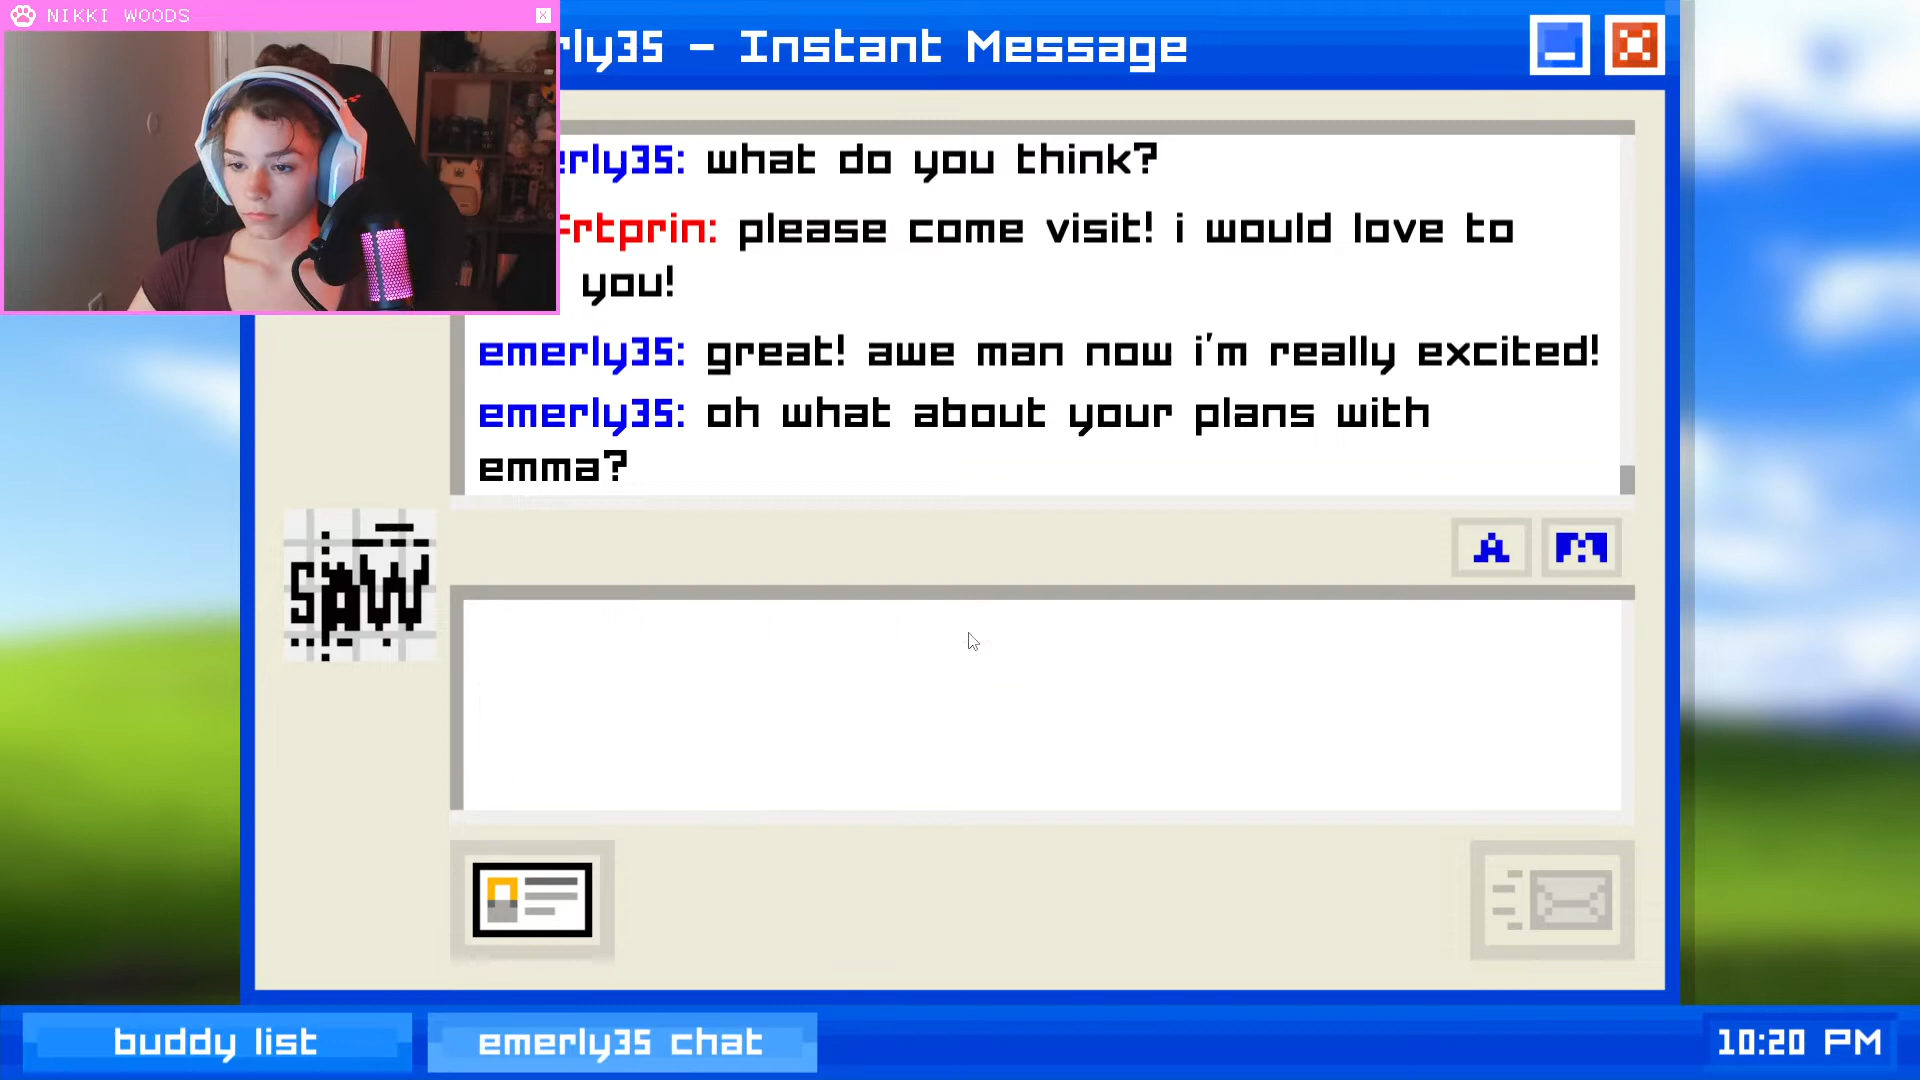 NIKKI WOODS
rly35 - Instant Message
erly35: what do you think?
rtprin: please come visit! i would love to
you!
emerly35: great! awe man now i'm really excited!
emerly35: oh what about your plans with
emma?
A
SAW
buddy list
emerly35 chat
10:20 PM